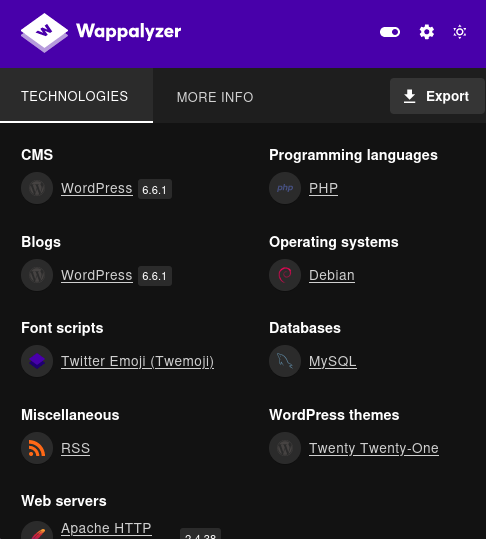 Wappalyzer
TECHNOLOGIES
MORE INFO
Export
CMS
WordPress 6.6.1
Blogs
WordPress 6.6.1
Font scripts
Twitter Emoji (Twemoji)
Miscellaneous
RSS
Web servers
Apache HTTP
2.4.38
Programming languages
php PHP
Operating systems
Debian
Databases
MySQL
WordPress themes
Twenty Twenty-One